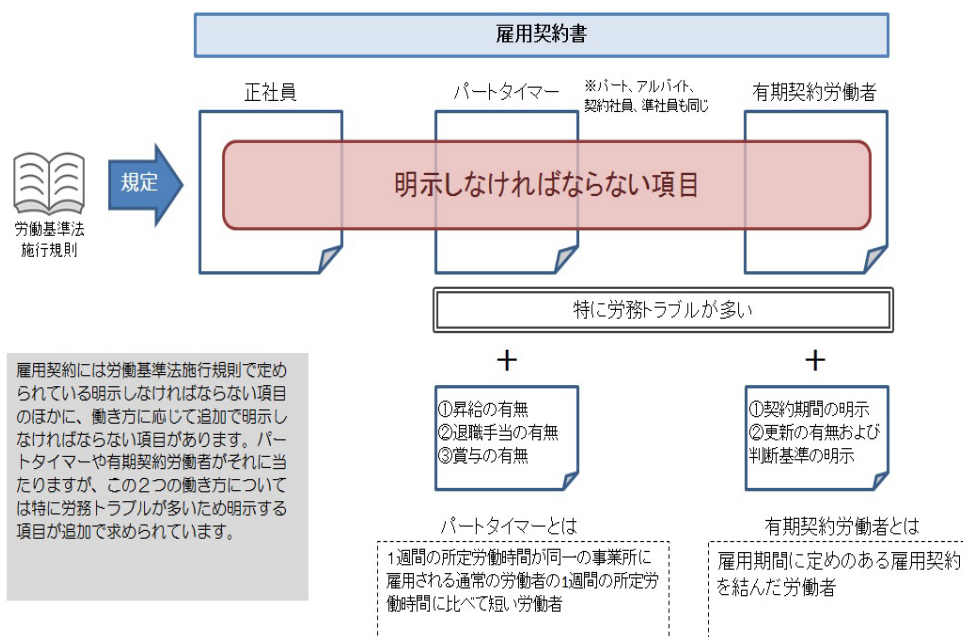 雇用契約書
正社員
パートタイマー
※パート、アルバイト、
契約社員、準社員も同じ
有期契約労働者
労働基準法
施行規則
規定
明示しなければならない項目
特に労務トラブルが多い
雇用契約には労働基準法施行規則で定め
られている明示しなければならない項目
のほかに、働き方に応じて追加で明示し
なければならない項目があります。パー
トタイマーや有期契約労働者がそれに当
たりますが、この２つの働き方については
は特に労務トラブルが多いため明示する
項目が追加で求められています。
+
①昇給の有無
②退職手当の有無
③賞与の有無
+
①契約期間の明示
②更新の有無および
判断基準の明示
パートタイマーとは
1週間の所定労働時間が同一の事業所に
雇用される通常の労働者の1週間の所定労
働時間に比べて短い労働者
有期契約労働者とは
雇用期間に定めのある雇用契約
を結んだ労働者